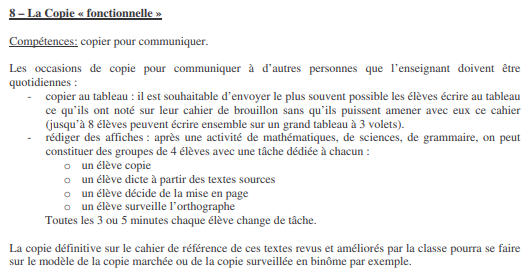 8 – La Copie « fonctionnelle »
Compétences: copier pour communiquer.
Les occasions de copie pour communiquer à d'autres personnes que l'enseignant doivent être
quotidiennes :
- copier au tableau : il est souhaitable d'envoyer le plus souvent possible les élèves écrire au tableau
ce qu'ils ont noté sur leur cahier de brouillon sans qu'ils puissent amener avec eux ce cahier
(jusqu'à 8 élèves peuvent écrire ensemble sur un grand tableau à 3 volets).
- rédiger des affiches : après une activité de mathématiques, de sciences, de grammaire, on peut
constituer des groupes de 4 élèves avec une tâche dédiée à chacun :
o un élève copie
o un élève dicte à partir des textes sources
o un élève décide de la mise en page
o un élève surveille l'orthographe
Toutes les 3 ou 5 minutes chaque élève change de tâche.
La copie définitive sur le cahier de référence de ces textes revus et améliorés par la classe pourra se faire
sur le modèle de la copie marchée ou de la copie surveillée en binôme par exemple.